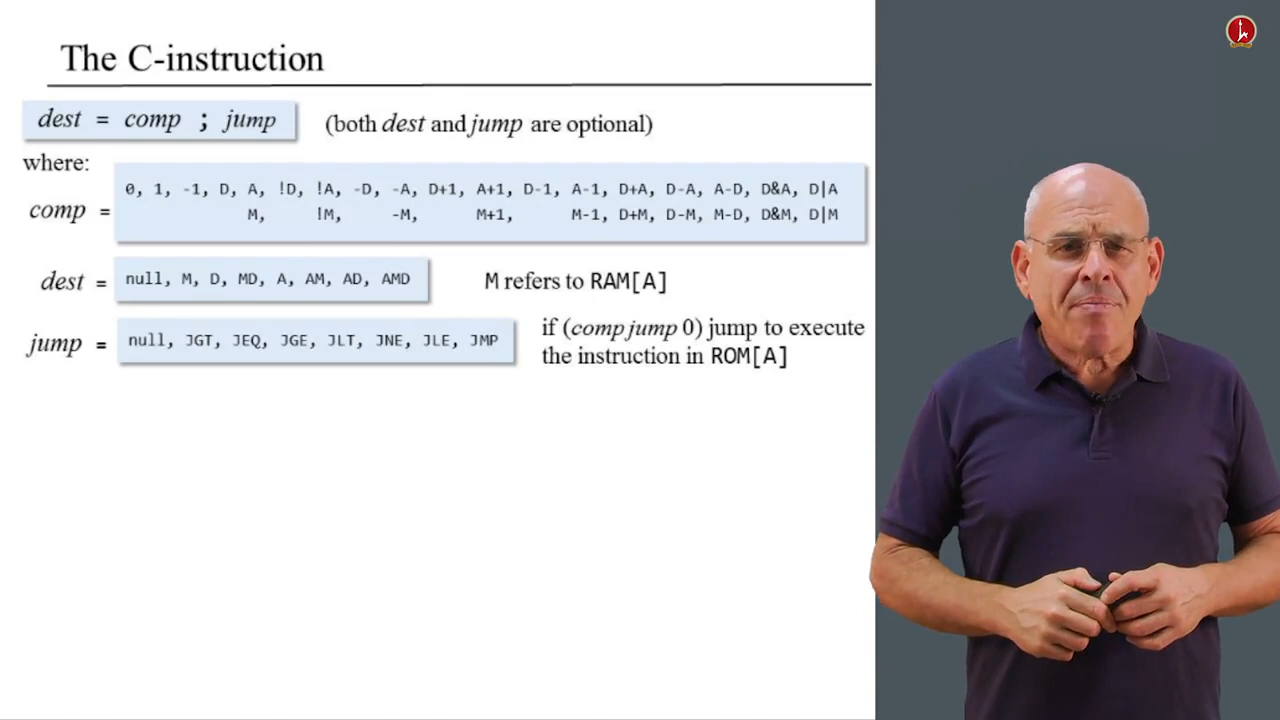 The C-instruction
dest = comp ; jump (both dest and jump are optional)
where:
comp =
0, 1, -1, D, A, !D, !A, -D, -A, D+1, A+1, D-1, A-1, D+A, D-A, A-D, D&A, D|A
M, !M, -M, M+1, M-1, D+M, D-M, M-D, D&M, D|M
dest = null, M, D, MD, A, AM, AD, AMD M refers to RAM[A]
jump = null, JGT, JEQ, JGE, JLT, JNE, JLE, JMP
if (comp jump 0) jump to execute
the instruction in ROM[A]